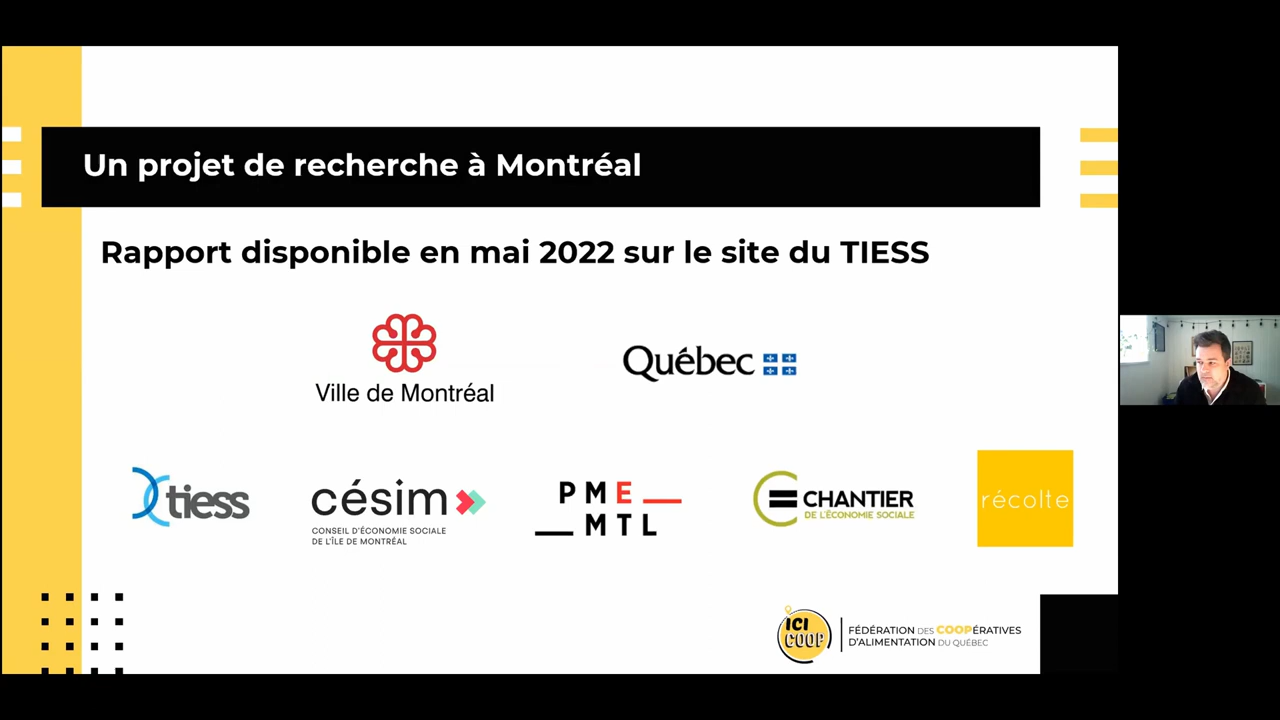 Un projet de recherche à Montréal
Rapport disponible en mai 2022 sur le site du TIESS
Ville de Montréal
Québec
tiess
césim
CONSEIL D'ÉCONOMIE SOCIALE
DE L'ÎLE DE MONTRÉAL
PME
MTL
CHANTIER
DE L'ÉCONOMIE SOCIALE
récolte
ICI
COOP
FÉDÉRATION DES COOPÉRATIVES
D'ALIMENTATION DU QUÉBEC